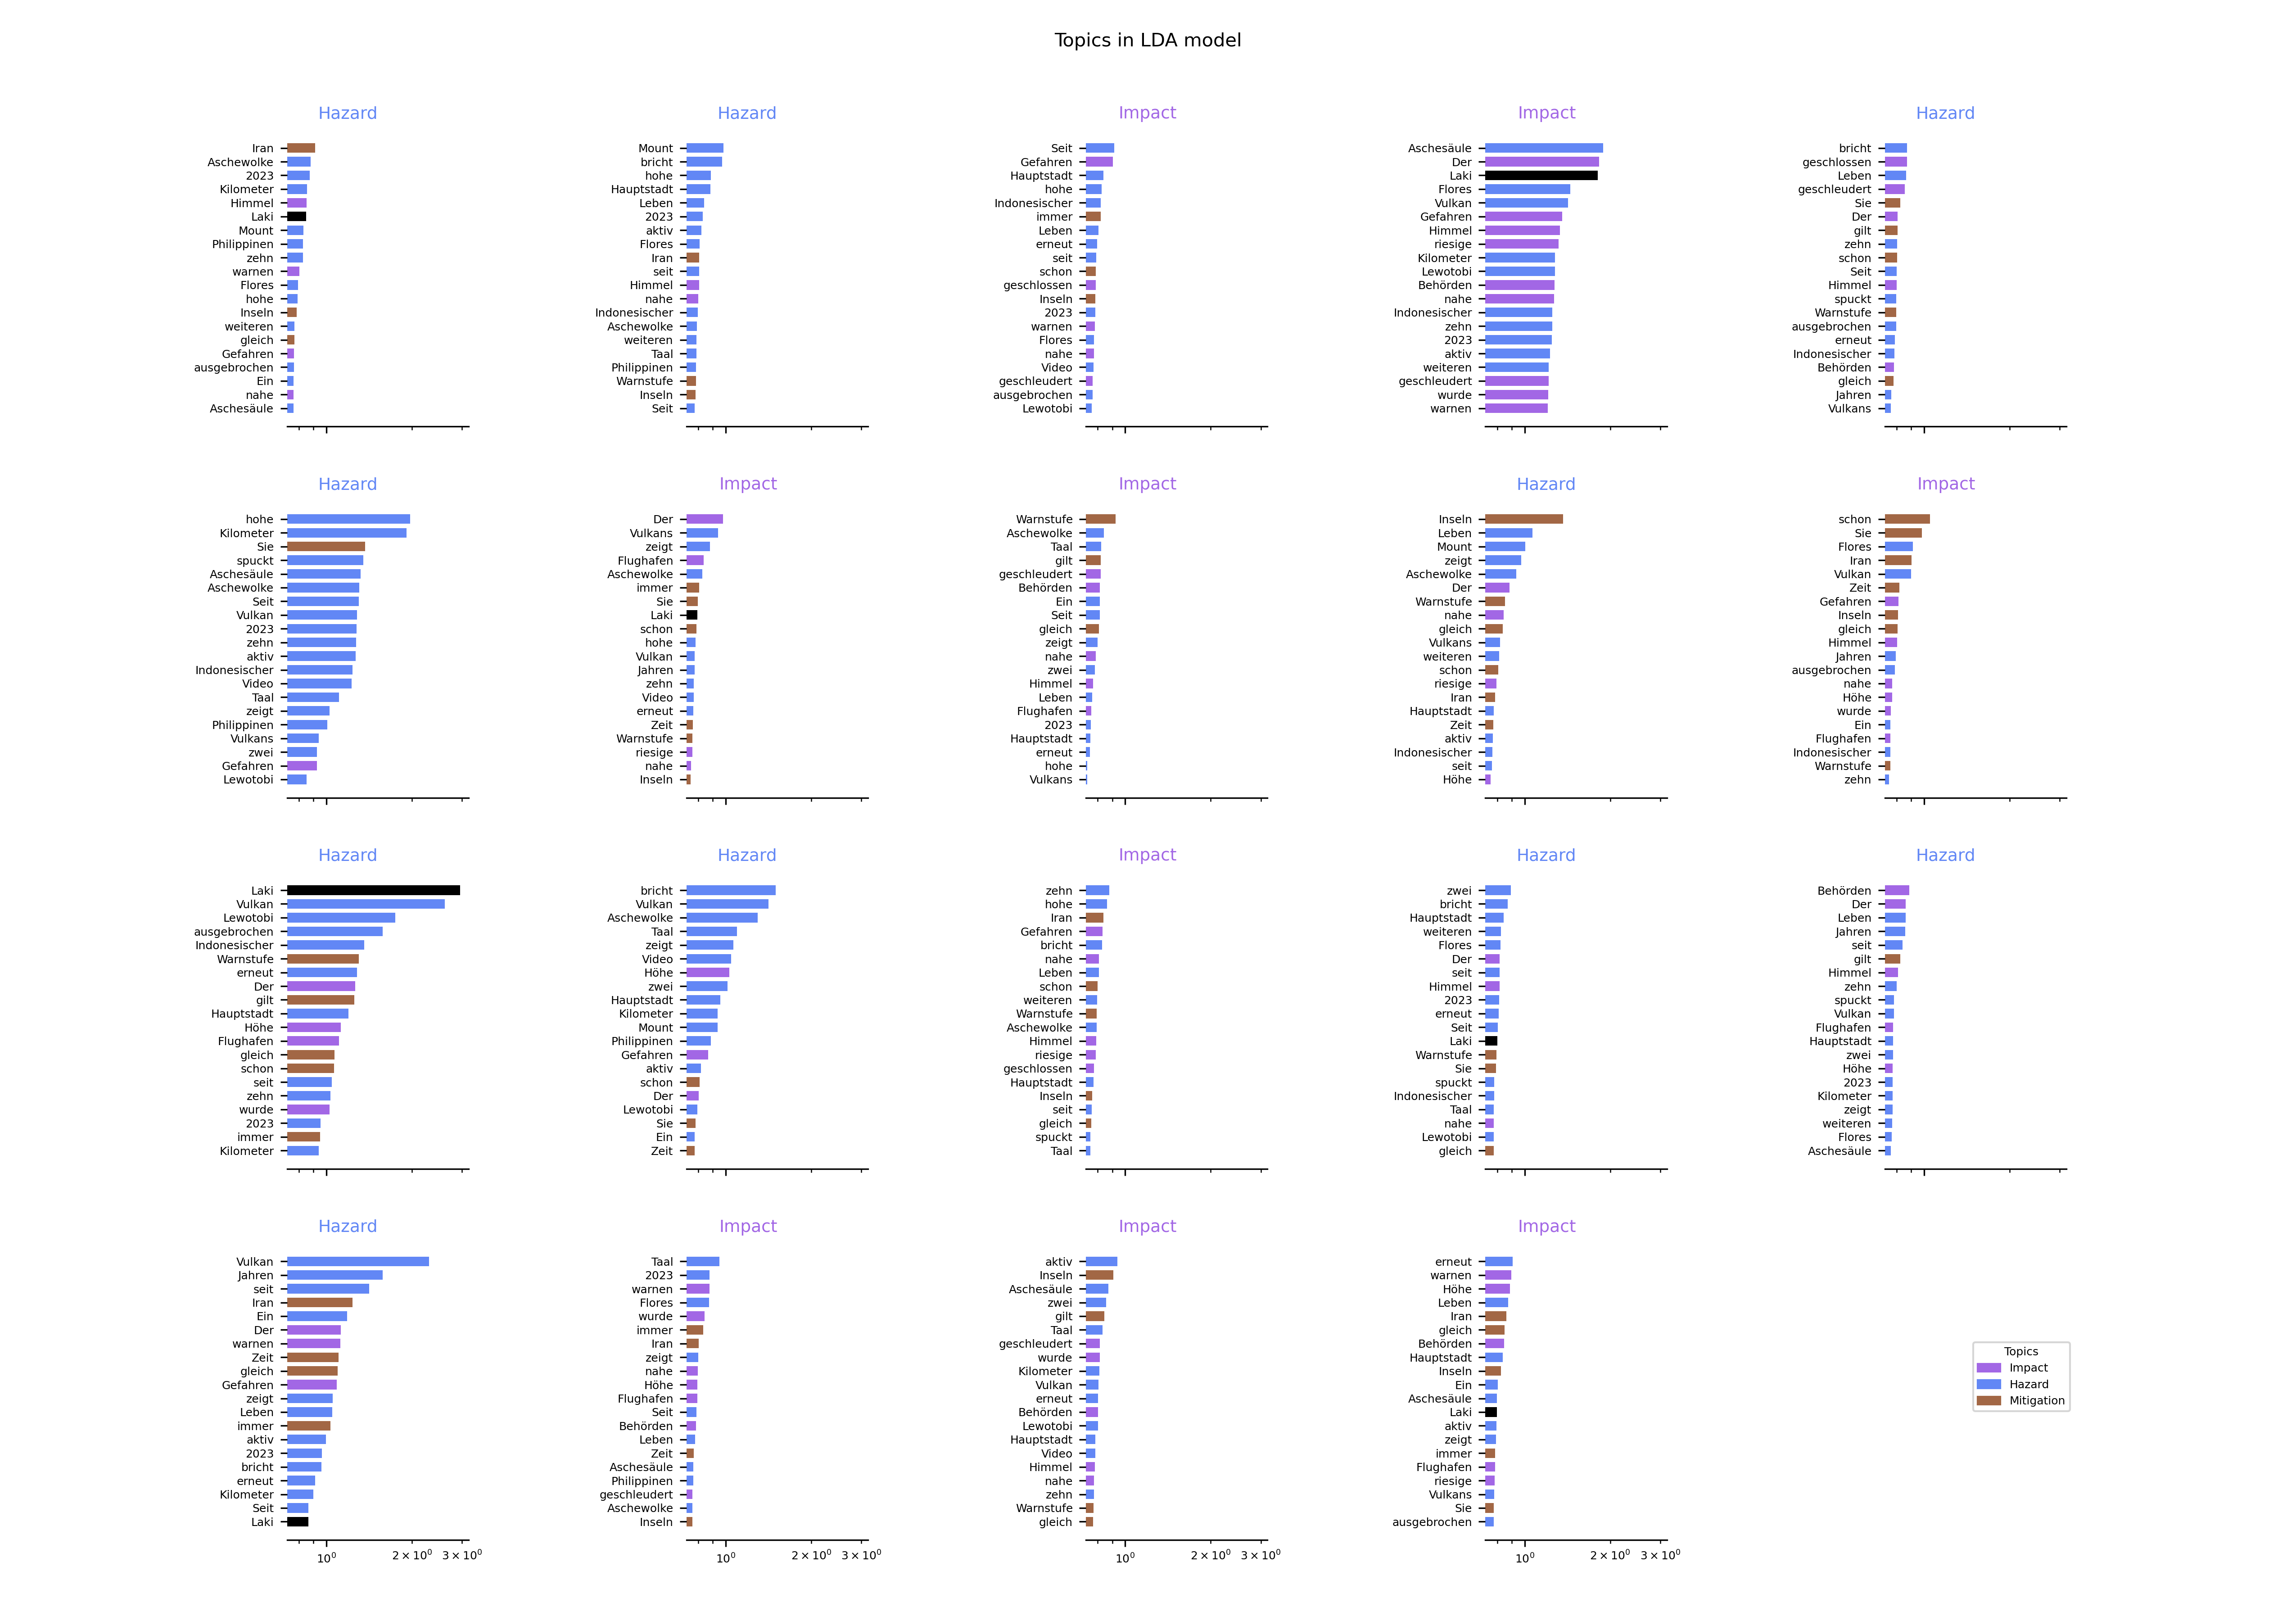 Topics in LDA model
Hazard
Iran
Aschewolke
2023
Kilometer
Himmel
Laki
Mount
Philippinen
zehn
warnen
Flores
hohe
Inseln
weiteren
gleich
Gefahren
ausgebrochen
Ein
nahe
Aschesäule
Hazard
Mount
bricht
hohe
Hauptstadt
Leben
2023
aktiv
Flores
Iran
seit
Himmel
nahe
Indonesischer
Aschewolke
weiteren
Taal
Philippinen
Warnstufe
Inseln
Seit
Impact
Seit
Gefahren
Hauptstadt
hohe
Indonesischer
immer
Leben
erneut
seit
schon
geschlossen
Inseln
2023
warnen
Flores
nahe
Video
geschleudert
ausgebrochen
Lewotobi
Impact
Aschesäule
Der
Laki
Flores
Vulkan
Gefahren
Himmel
riesige
Kilometer
Lewotobi
Behörden
nahe
Indonesischer
zehn
2023
aktiv
weiteren
geschleudert
wurde
warnen
Hazard
bricht
geschlossen
Leben
geschleudert
Sie
Der
gilt
zehn
schon
Seit
Himmel
spuckt
Warnstufe
ausgebrochen
erneut
Indonesischer
Behörden
gleich
Jahren
Vulkans
Hazard
hohe
Kilometer
Sie
spuckt
Aschesäule
Aschewolke
Seit
Vulkan
2023
zehn
aktiv
Indonesischer
Video
Taal
zeigt
Philippinen
Vulkans
zwei
Gefahren
Lewotobi
Impact
Der
Vulkans
zeigt
Flughafen
Aschewolke
immer
Sie
Laki
schon
hohe
Vulkan
Jahren
zehn
Video
erneut
Zeit
Warnstufe
riesige
nahe
Inseln
Impact
Warnstufe
Aschewolke
Taal
gilt
geschleudert
Behörden
Ein
Seit
gleich
zeigt
nahe
zwei
Himmel
Leben
Flughafen
2023
Hauptstadt
erneut
hohe
Vulkans
Hazard
Inseln
Leben
Mount
zeigt
Aschewolke
Der
Warnstufe
nahe
gleich
Vulkans
weiteren
schon
riesige
Iran
Hauptstadt
Zeit
aktiv
Indonesischer
seit
Höhe
Impact
schon
Sie
Flores
Iran
Vulkan
Zeit
Gefahren
Inseln
gleich
Himmel
Jahren
ausgebrochen
nahe
Höhe
wurde
Ein
Flughafen
Indonesischer
Warnstufe
zehn
Hazard
Laki
Vulkan
Lewotobi
ausgebrochen
Indonesischer
Warnstufe
erneut
Der
gilt
Hauptstadt
Höhe
Flughafen
gleich
schon
seit
zehn
wurde
2023
immer
Kilometer
Hazard
bricht
Vulkan
Aschewolke
Taal
zeigt
Video
Höhe
zwei
Hauptstadt
Kilometer
Mount
Philippinen
Gefahren
aktiv
schon
Der
Lewotobi
Sie
Ein
Zeit
Impact
zehn
hohe
Iran
Gefahren
bricht
nahe
Leben
schon
weiteren
Warnstufe
Aschewolke
Himmel
riesige
geschlossen
Hauptstadt
Inseln
seit
gleich
spuckt
Taal
Hazard
zwei
bricht
Hauptstadt
weiteren
Flores
Der
seit
Himmel
2023
erneut
Seit
Laki
Warnstufe
Sie
spuckt
Indonesischer
Taal
nahe
Lewotobi
gleich
Hazard
Behörden
Der
Leben
Jahren
seit
gilt
Himmel
zehn
spuckt
Vulkan
Flughafen
Hauptstadt
zwei
Höhe
2023
Kilometer
zeigt
weiteren
Flores
Aschesäule
Hazard
Vulkan
Jahren
seit
Iran
Ein
Der
warnen
Zeit
gleich
Gefahren
zeigt
Leben
immer
aktiv
2023
bricht
erneut
Kilometer
Seit
Laki
10⁰ 2 × 10⁰ 3 × 10⁰
Impact
Taal
2023
warnen
Flores
wurde
immer
Iran
zeigt
nahe
Höhe
Flughafen
Seit
Behörden
Leben
Zeit
Aschesäule
Philippinen
geschleudert
Aschewolke
Inseln
10⁰ 2 × 10⁰ 3 × 10⁰
Impact
aktiv
Inseln
Aschesäule
zwei
gilt
Taal
geschleudert
wurde
Kilometer
Vulkan
erneut
Behörden
Lewotobi
Hauptstadt
Video
Himmel
nahe
zehn
Warnstufe
gleich
10⁰ 2 × 10⁰ 3 × 10⁰
Impact
erneut
warnen
Höhe
Leben
Iran
gleich
Behörden
Hauptstadt
Inseln
Ein
Aschesäule
Laki
aktiv
zeigt
immer
Flughafen
riesige
Vulkans
Sie
ausgebrochen
10⁰ 2 × 10⁰ 3 × 10⁰
Topics
Impact
Hazard
Mitigation